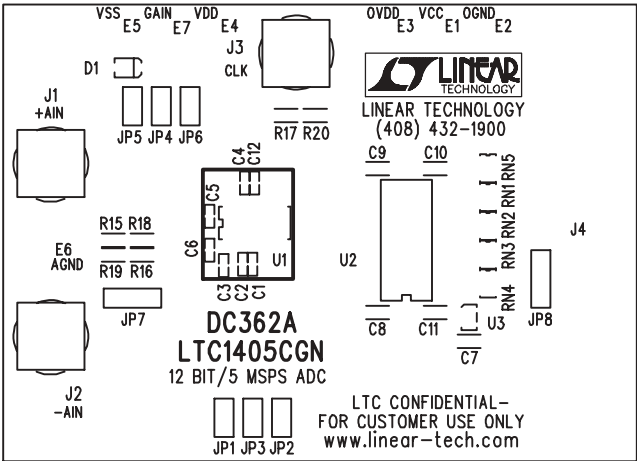 VSS GAIN VDD
E5 E7 E4
J3
CLK
OVDD VCC OGND
E3 E1 E2
D1
J1
+AIN
JP5 JP4 JP6
R17 R20
LINEAR
TECHNOLOGY
LINEAR TECHNOLOGY
(408) 432-1900
C4 C12
C9 C10
RN5
RN1
RN2
RN3
RN4
C5
C6
R15 R18
E6
AGND
R19 R16
U1
U2
J4
C3 C2 C1
JP7
C8 C11
U3
C7
JP8
DC362A
LTC1405CGN
12 BIT/5 MSPS ADC
J2
-AIN
JP1 JP3 JP2
LTC CONFIDENTIAL-
FOR CUSTOMER USE ONLY
www.linear-tech.com